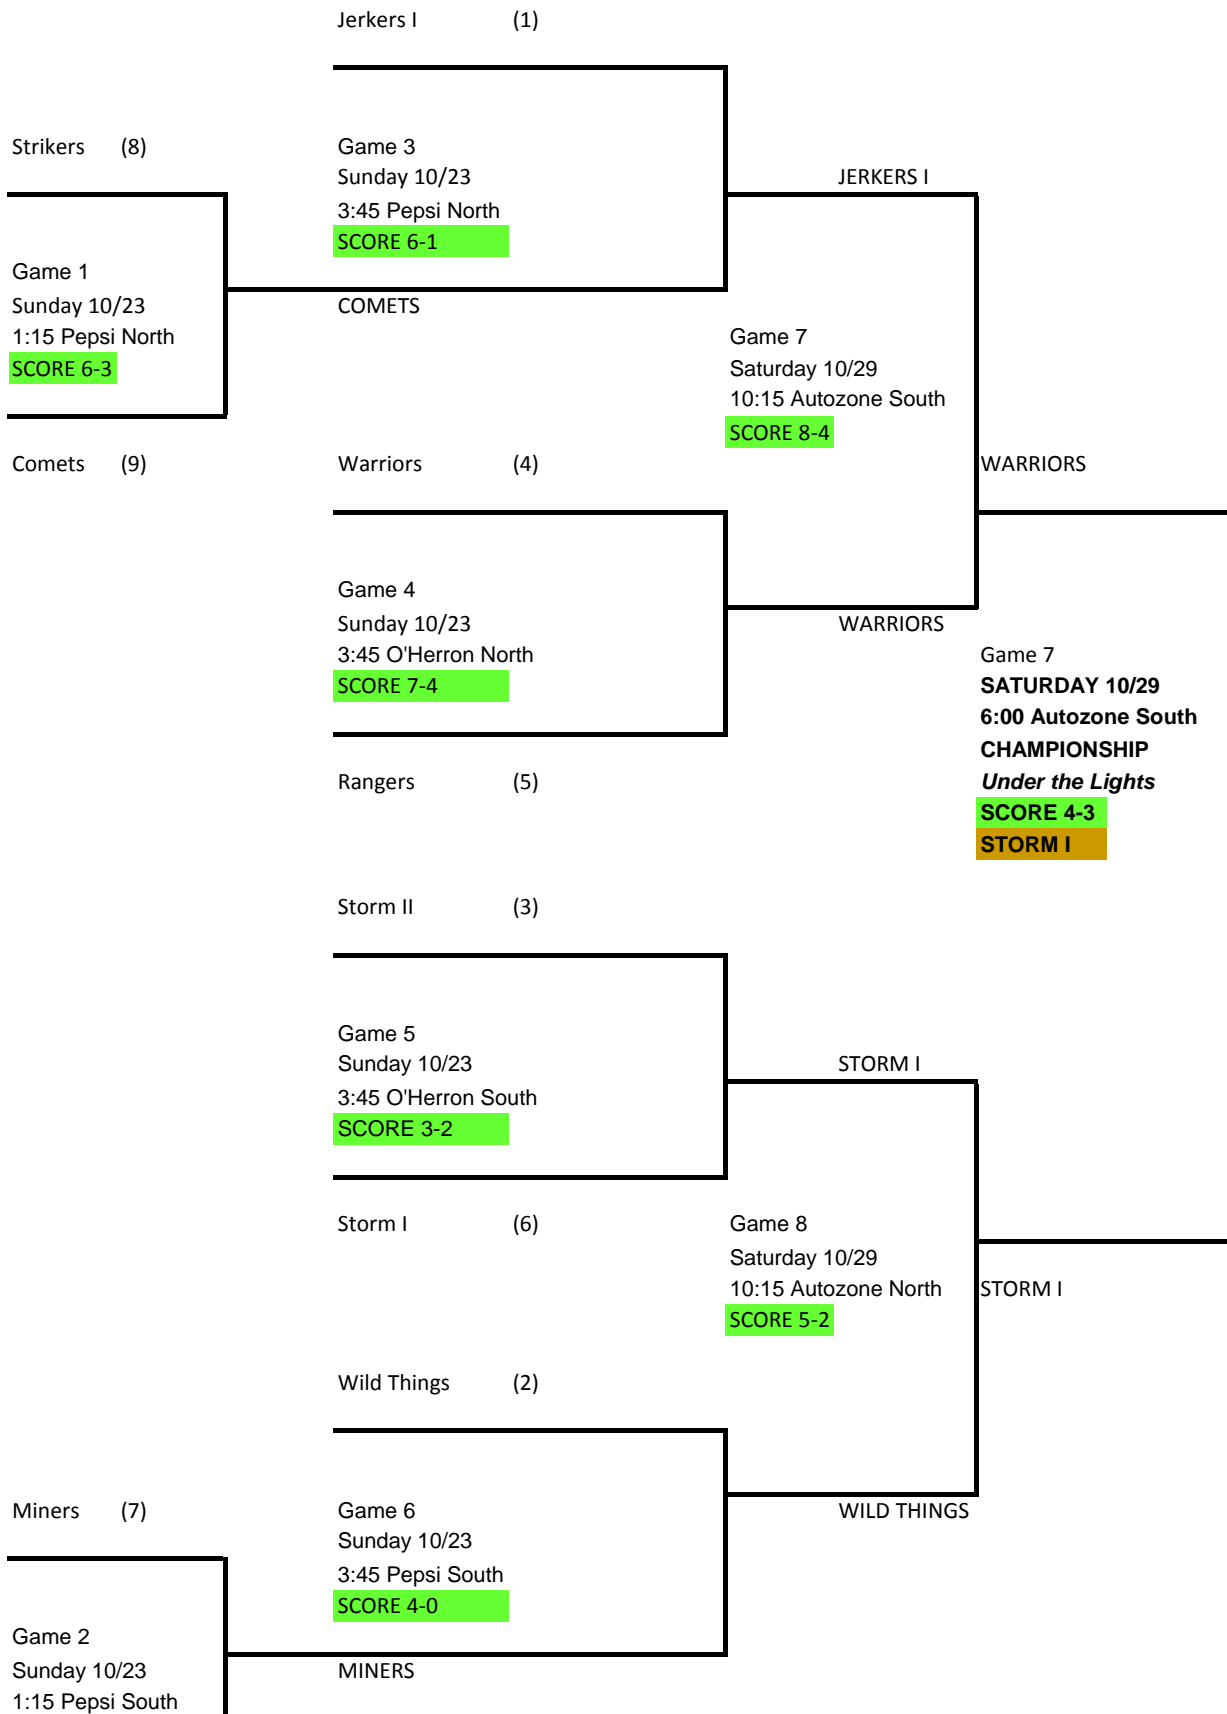 Jerkers I (1)
Strikers (8)
Game 3
Sunday 10/23
3:45 Pepsi North
SCORE 6-1
JERKERS I
Game 1
Sunday 10/23
1:15 Pepsi North
SCORE 6-3
COMETS
Game 7
Saturday 10/29
10:15 Autozone South
SCORE 8-4
Comets (9)
Warriors (4)
WARRIORS
Game 4
Sunday 10/23
3:45 O'Herron North
SCORE 7-4
WARRIORS
Game 7
SATURDAY 10/29
6:00 Autozone South
CHAMPIONSHIP
Under the Lights
SCORE 4-3
STORM I
Rangers (5)
Storm II (3)
Game 5
Sunday 10/23
3:45 O'Herron South
SCORE 3-2
STORM I
Storm I (6)
Game 8
Saturday 10/29
10:15 Autozone North
SCORE 5-2
STORM I
Wild Things (2)
Miners (7)
Game 6
Sunday 10/23
3:45 Pepsi South
SCORE 4-0
WILD THINGS
Game 2
Sunday 10/23
1:15 Pepsi South
MINERS